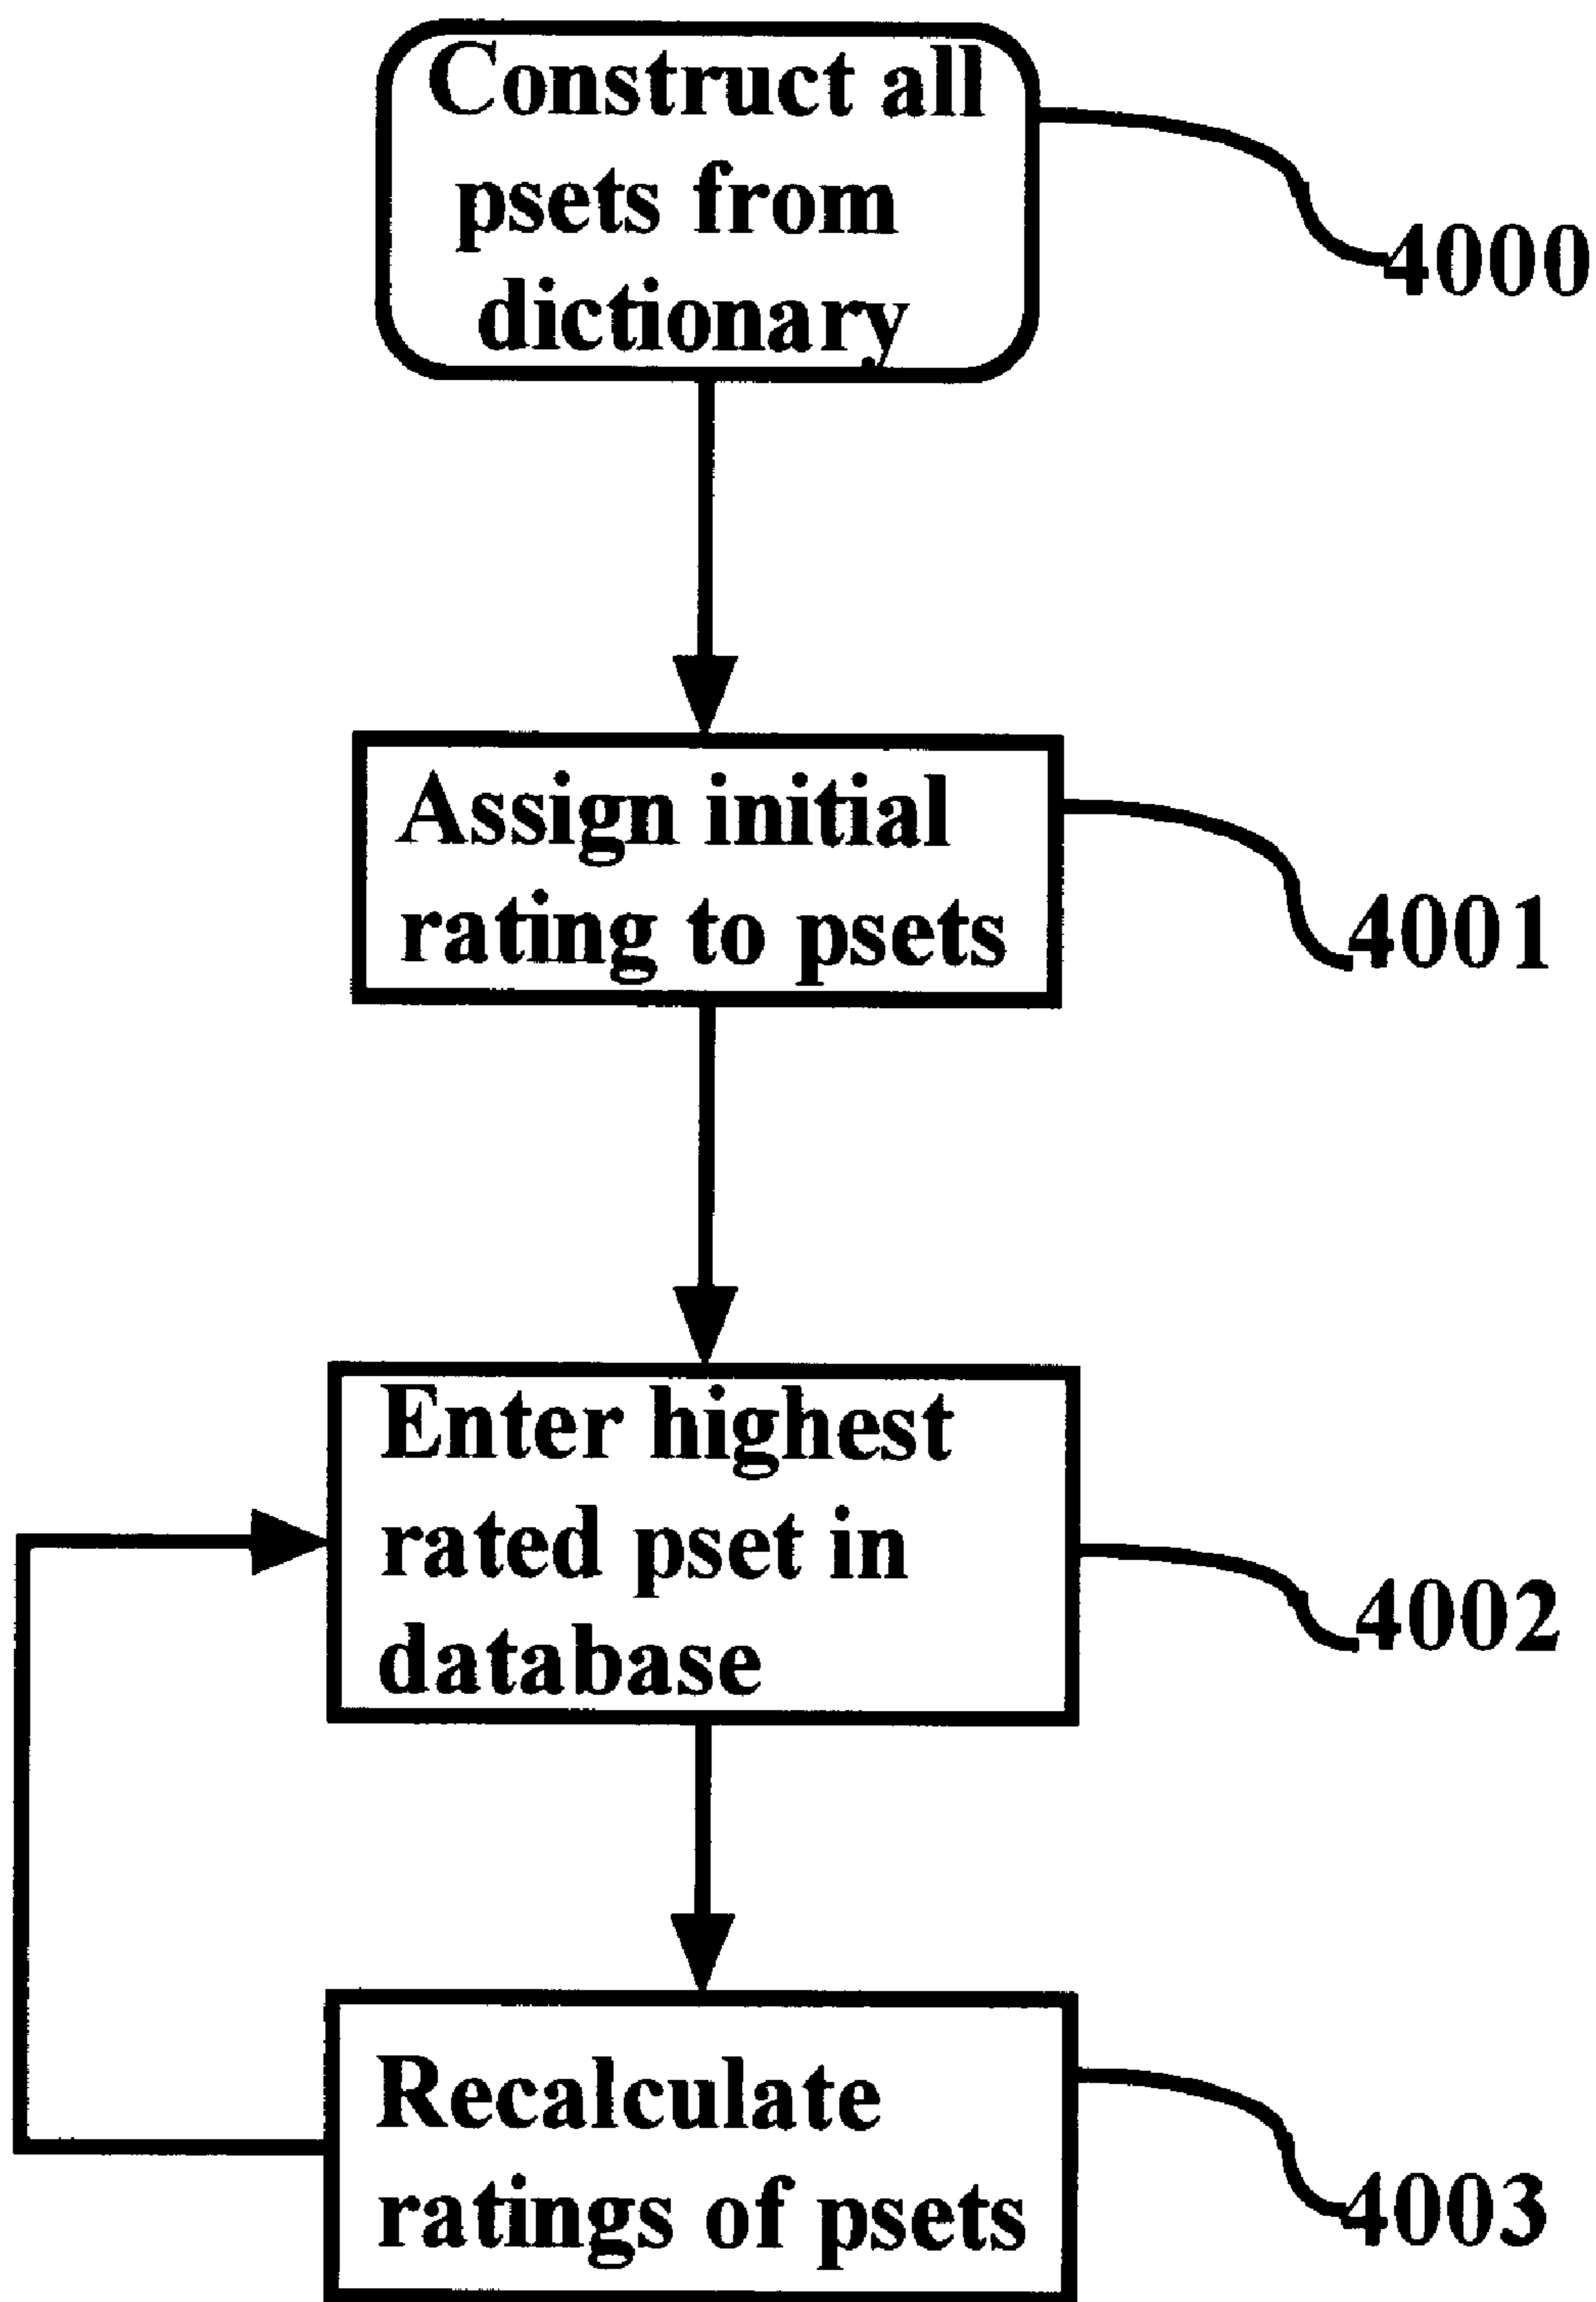 Construct all
psets from
dictionary
4000
Assign initial
rating to psets
4001
Enter highest
rated pset in
database
4002
Recalculate
ratings of psets
4003